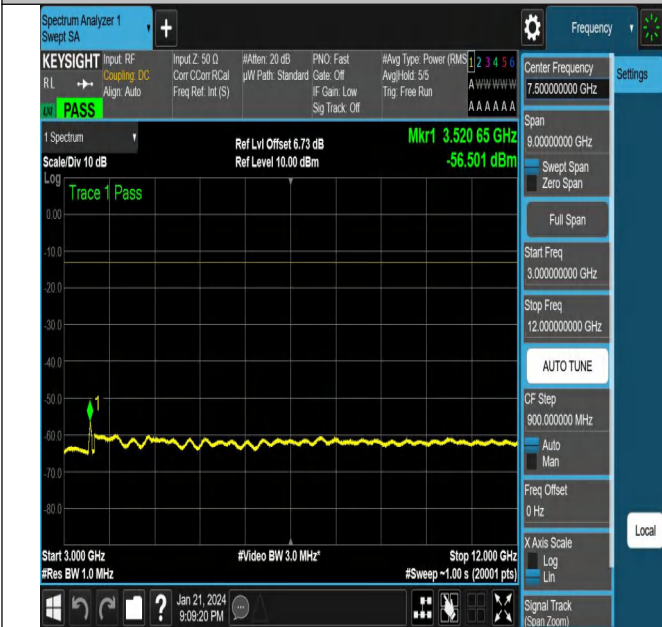 Spectrum Analyzer 1
Swept SA
Frequency
KEYSIGHT
RL
Input: RF
Coupling: DC
Align: Auto
Input Z: 50 Ω
Corr CCorr RCal
Freq Ref: Int (S)
#Atten: 20 dB
µW Path: Standard
PNO: Fast
Gate: Off
IF Gain: Low
Sig Track: Off
#Avg Type: Power (RMS
Avg|Hold: 5/5
Trig: Free Run
1 2 3 4 5 6
A W W W W W
A A A A A A
PASS
1 Spectrum
Scale/Div 10 dB
Ref Lvl Offset 6.73 dB
Ref Level 10.00 dBm
Mkr1 3.520 65 GHz
-56.501 dBm
Log
Trace 1 Pass
0.00
-10.0
-20.0
-30.0
-40.0
-50.0
1
-60.0
-70.0
-80.0
Start 3.000 GHz
#Res BW 1.0 MHz
#Video BW 3.0 MHz*
Stop 12.000 GHz
#Sweep ~1.00 s (20001 pts)
Center Frequency
7.500000000 GHz
Settings
Span
9.00000000 GHz
Swept Span
Zero Span
Full Span
Start Freq
3.000000000 GHz
Stop Freq
12.000000000 GHz
AUTO TUNE
CF Step
900.000000 MHz
Auto
Man
Freq Offset
0 Hz
X Axis Scale
Log
Lin
Local
Signal Track
(Span Zoom)
?
Jan 21, 2024
9:09:20 PM